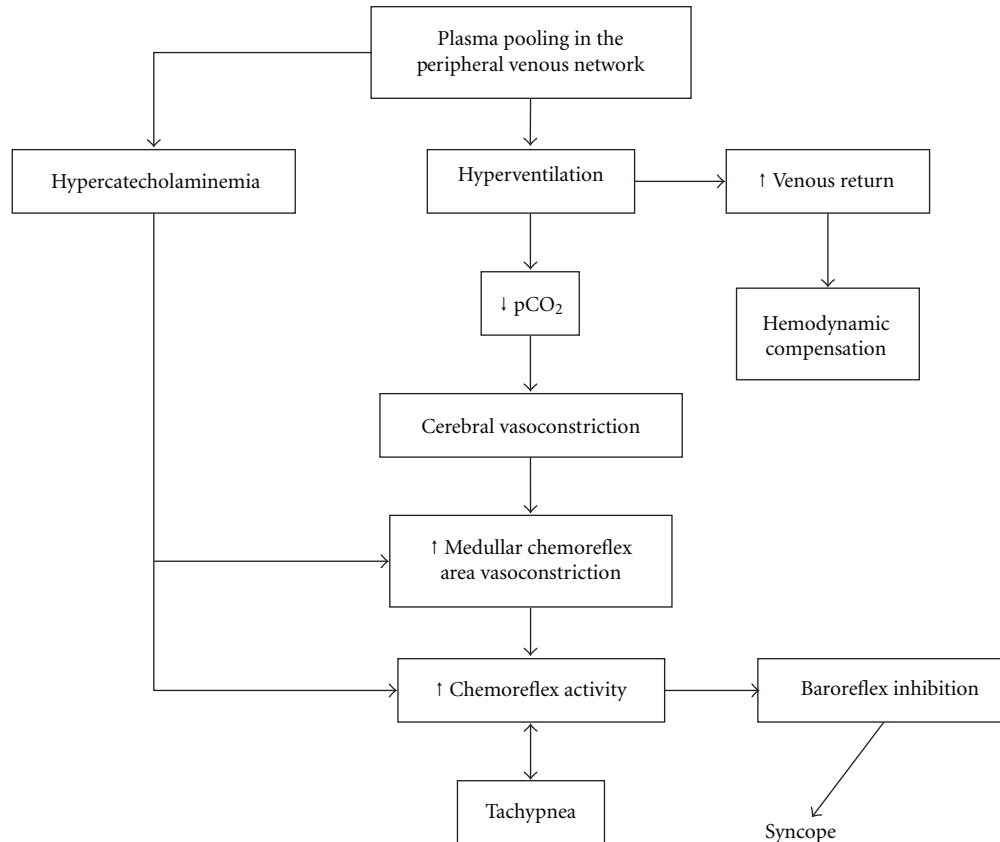 Plasma pooling in the
peripheral venous network
Hypercatecholaminemia
Hyperventilation
↑ Venous return
↓ pCO₂
Hemodynamic
compensation
Cerebral vasoconstriction
↑ Medullar chemoreflex
area vasoconstriction
↑ Chemoreflex activity
Baroreflex inhibition
Tachypnea
Syncope